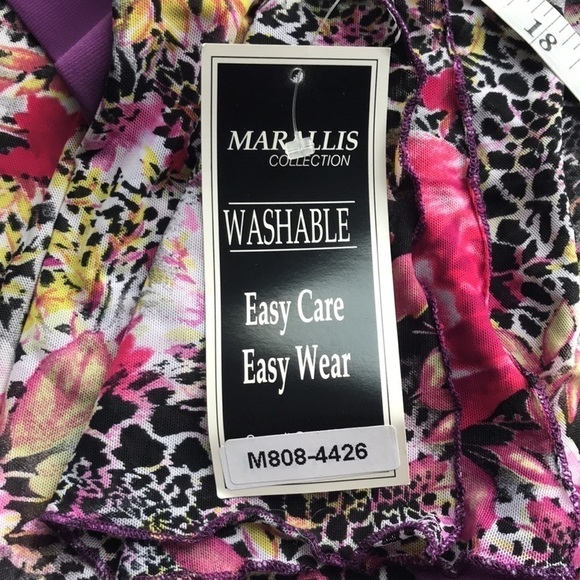 MARALLIS
COLLECTION
WASHABLE
Easy Care
Easy Wear
M808-4426
18